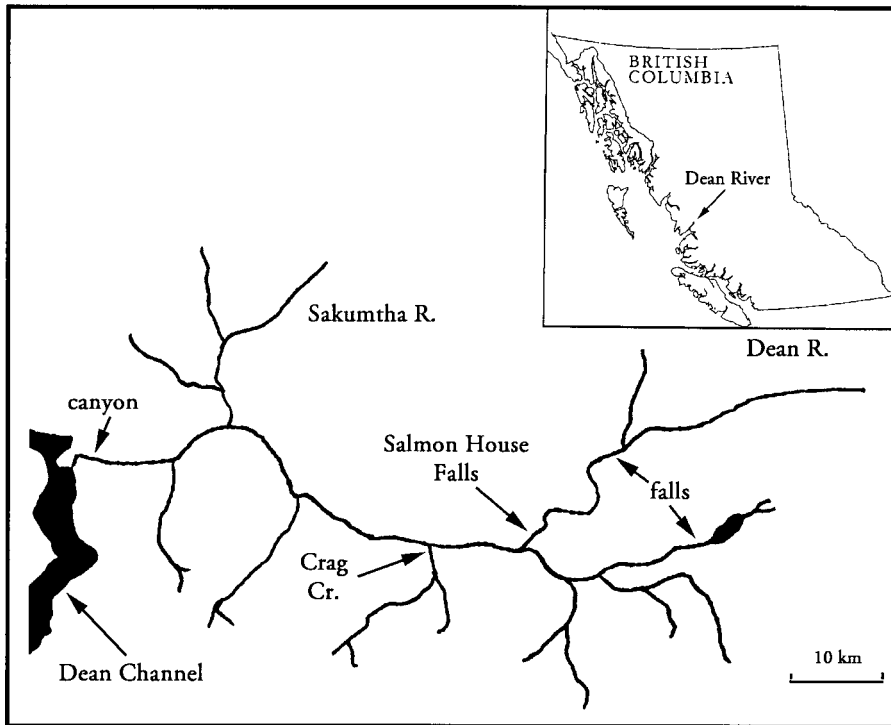 BRITISH
COLUMBIA
Dean River
Sakumtha R.
Dean R.
canyon
Salmon House
Falls
falls
Crag
Cr.
Dean Channel
10 km